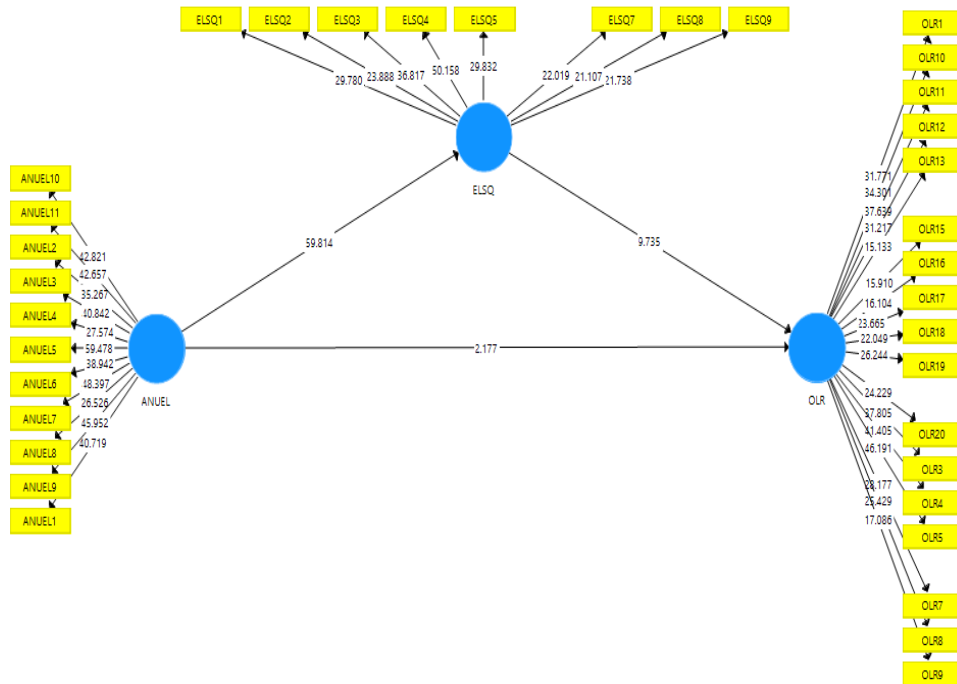 ELSQ1 ELSQ2 ELSQ3 ELSQ4 ELSQ5 ELSQ7 ELSQ8 ELSQ9
29.780 23.888 36.817 50.158 29.832 22.019 21.107 21.738
ELSQ
ANUEL10
ANUEL11
ANUEL2
ANUEL3
ANUEL4
ANUEL5
ANUEL6
ANUEL7
ANUEL8
ANUEL9
ANUEL1
42.821
42.657
35.267
40.842
27.574
59.478
38.942
48.397
26.526
45.952
40.719
ANUEL
59.814
9.735
2.177
OLR
31.771
34.301
37.639
31.217
15.133
15.910
16.104
23.665
22.049
26.244
24.229
37.805
41.405
46.191
25.429
17.086
OLR1
OLR10
OLR11
OLR12
OLR13
OLR15
OLR16
OLR17
OLR18
OLR19
OLR20
OLR3
OLR4
OLR5
OLR7
OLR8
OLR9